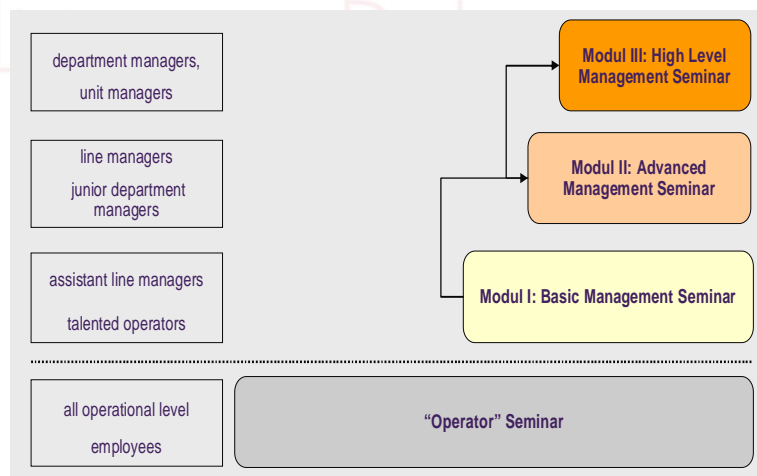 department managers,
unit managers
Modul III: High Level
Management Seminar
line managers
junior department
managers
Modul II: Advanced
Management Seminar
assistant line managers
talented operators
Modul I: Basic Management Seminar
all operational level
employees
“Operator” Seminar